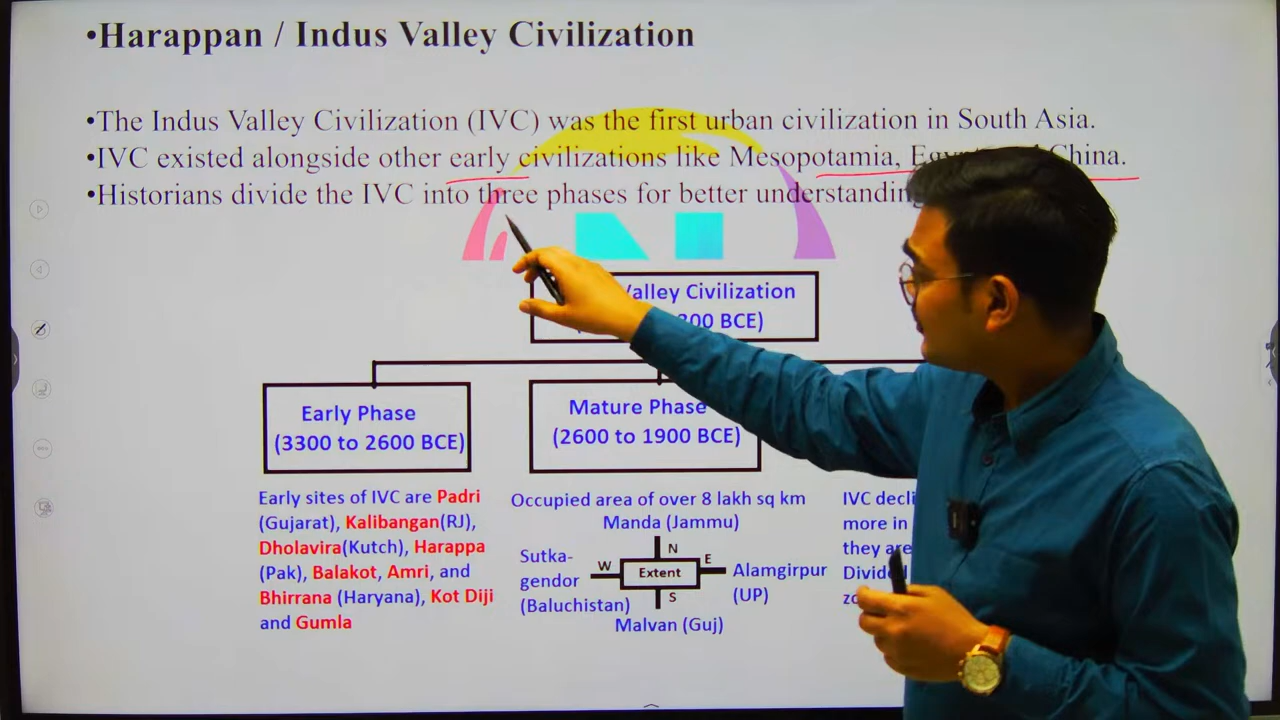 •Harappan / Indus Valley Civilization
•The Indus Valley Civilization (IVC) was the first urban civilization in South Asia.
•IVC existed alongside other early civilizations like Mesopotamia, China.
•Historians divide the IVC into three phases for better understanding
Valley Civilization
BCE)
Early Phase
(3300 to 2600 BCE)
Mature Phase
(2600 to 1900 BCE)
Early sites of IVC are Padri
(Gujarat), Kalibangan(RJ),
Dholavira(Kutch), Harappa
(Pak), Balakot, Amri, and
Bhirrana (Haryana), Kot Diji
and Gumla
Occupied area of over 8 lakh sq km
Manda (Jammu)
N
Sutka-
gendor
(Baluchistan)
W
Extent
E
Alamgirpur
(UP)
S
Malvan (Guj)
IVC
more in
they are